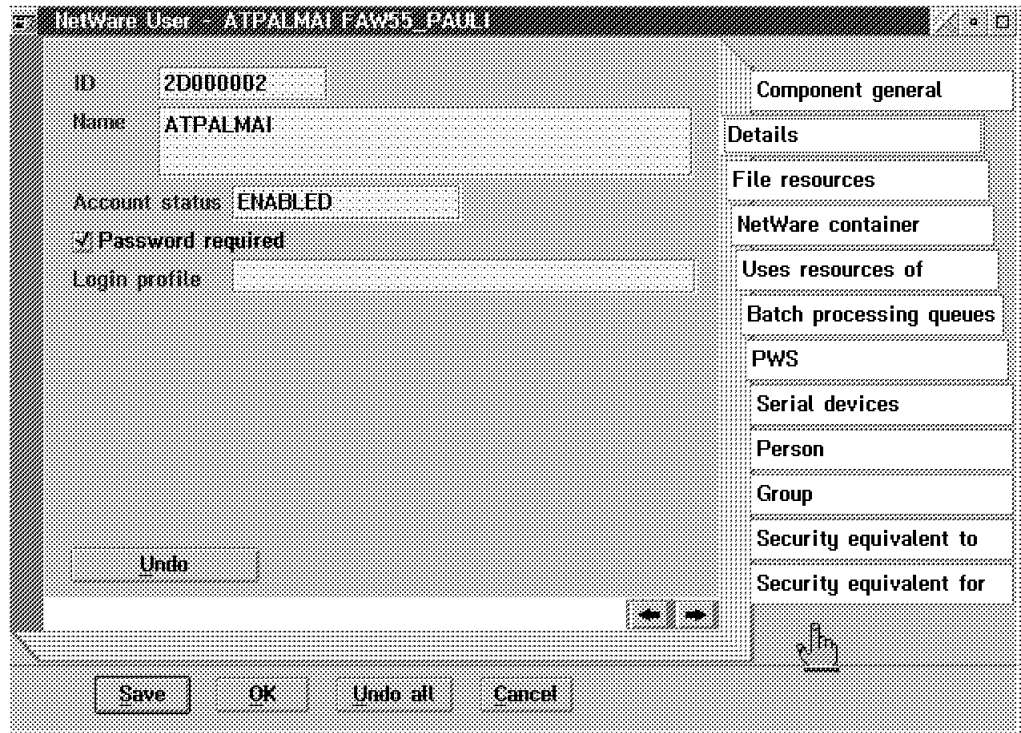 NetWare User - ATPALMAI FAW55_PAULI
ID 2D000002
Name ATPALMAI
Account status ENABLED
Password required
Login profile
Undo
Component general
Details
File resources
NetWare container
Uses resources of
Batch processing queues
PWS
Serial devices
Person
Group
Security equivalent to
Security equivalent for
Save OK Undo all Cancel